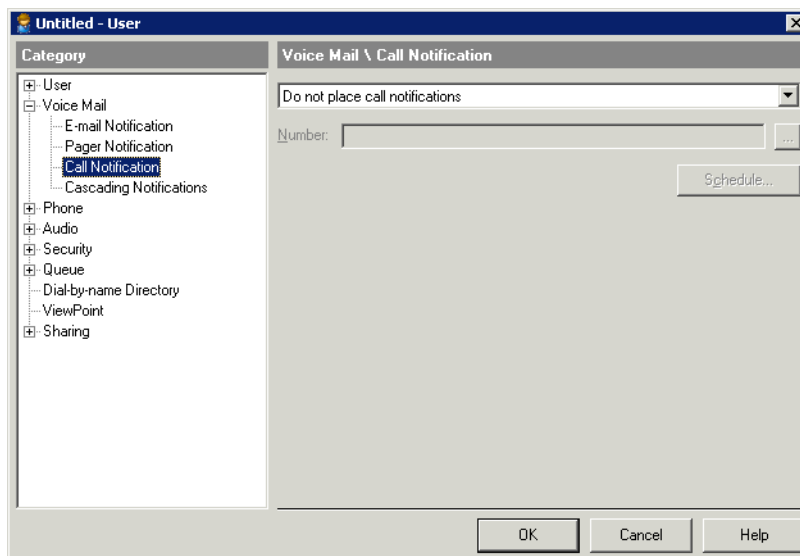 Untitled - User
Category
User
Voice Mail
E-mail Notification
Pager Notification
Call Notification
Cascading Notifications
Phone
Audio
Security
Queue
Dial-by-name Directory
ViewPoint
Sharing
Voice Mail \ Call Notification
Do not place call notifications
Number:
...
Schedule...
OK
Cancel
Help